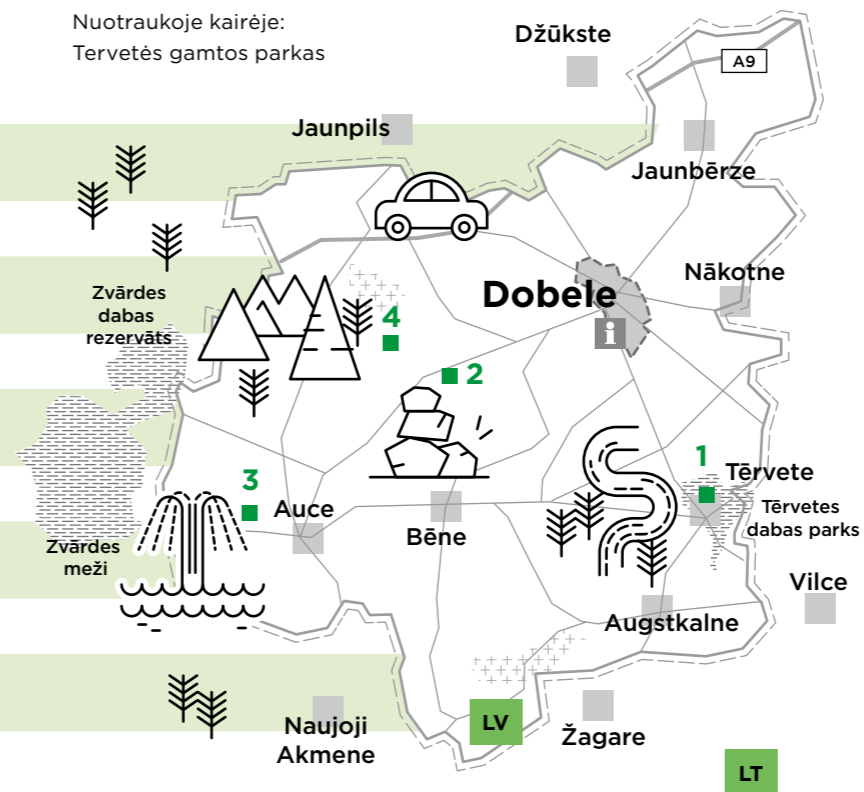 Nuotraukoje kairėje:
Tervetės gamtos parkas
Džūkste
A9
Jaunpils
Jaunbērze
Nākotne
Zvārdes
dabas
rezervāts
Dobele
i
4
2
3
Auce
Bēne
1
Tērvete
Tērvetes
dabas parks
Zvārdes
meži
Vilce
Augstkalne
Naujoji
Akmene
LV
Žagare
LT